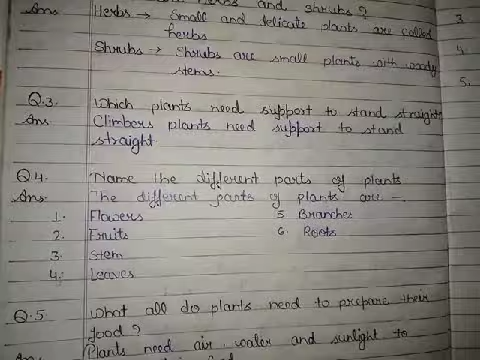 and shrubs?
Ans Herbs → Small and delicate plants are called
herbs
Shrubs → Shrubs are small plants with woody
stems.
Q.3. Which plants need support to stand straight
Ans Climbers plants need support to stand
straight
Q4. Name the different parts of plants
Ans. The different parts of plants are –.
1. Flowers 5 Branches
2. Fruits 6. Roots
3. Stem
4. Leaves
Q.5. What all do plants need to prepare their
food?
Ans Plants need air water and sunlight to
3.
4.
5.